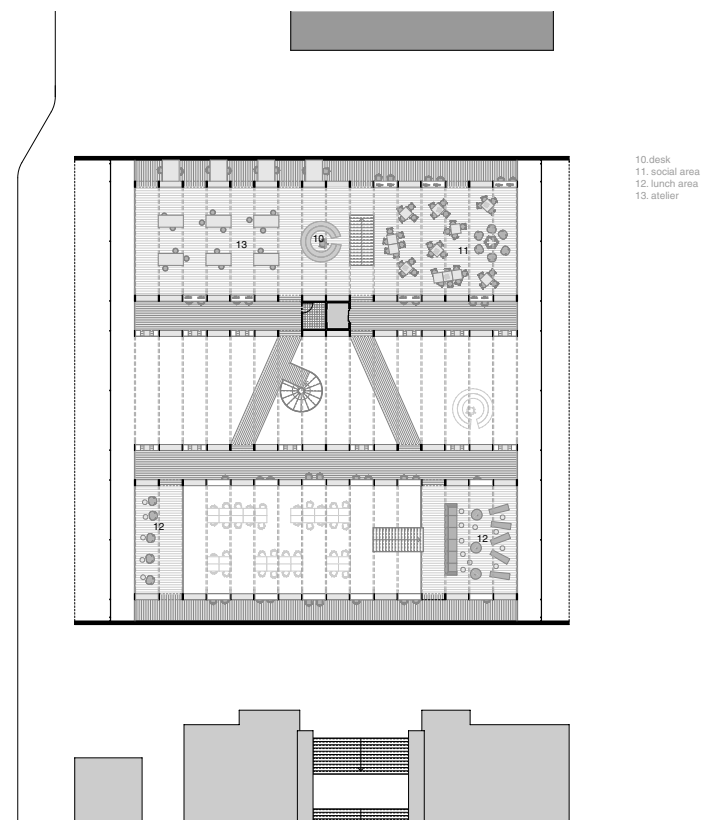 10.desk
11. social area
12. lunch area
13. atelier
10
13
11
12
12